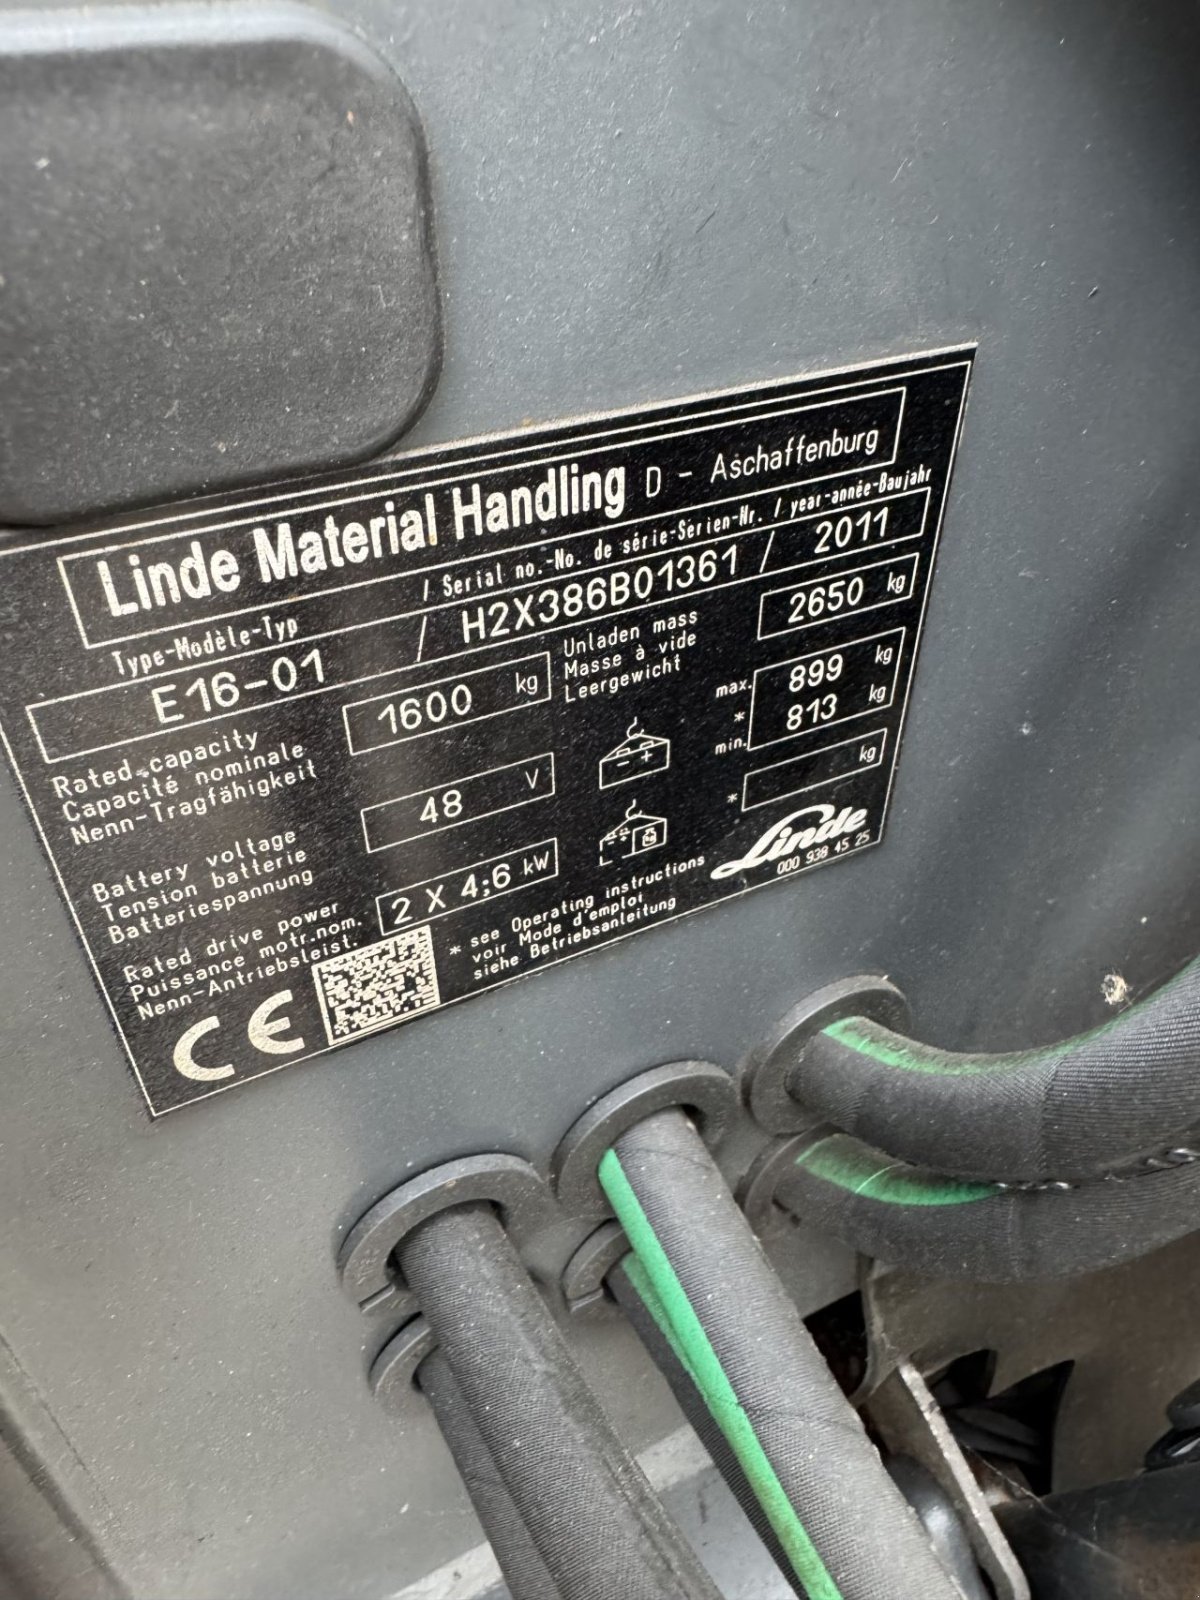 Linde Material Handling D - Aschaffenburg
Type-Modèle-Typ / Serial no.-No. de série-Serien-Nr. / year-année-Baujahr
E16-01 / H2X386B01361 / 2011
Rated capacity
Capacité nominale
Nenn-Tragfähigkeit
1600 kg
Unladen mass
Masse à vide
Leergewicht
2650 kg
Battery voltage
Tension batterie
Batteriespannung
48 V
- +
max. 899 kg
*
min. 813 kg
Rated drive power
Puissance motr.nom.
Nenn-Antriebsleist.
2 X 4;6 kW
* kg
* see Operating instructions
voir Mode d'emploi
siehe Betriebsanleitung
Linde
000 938 45 25
CE